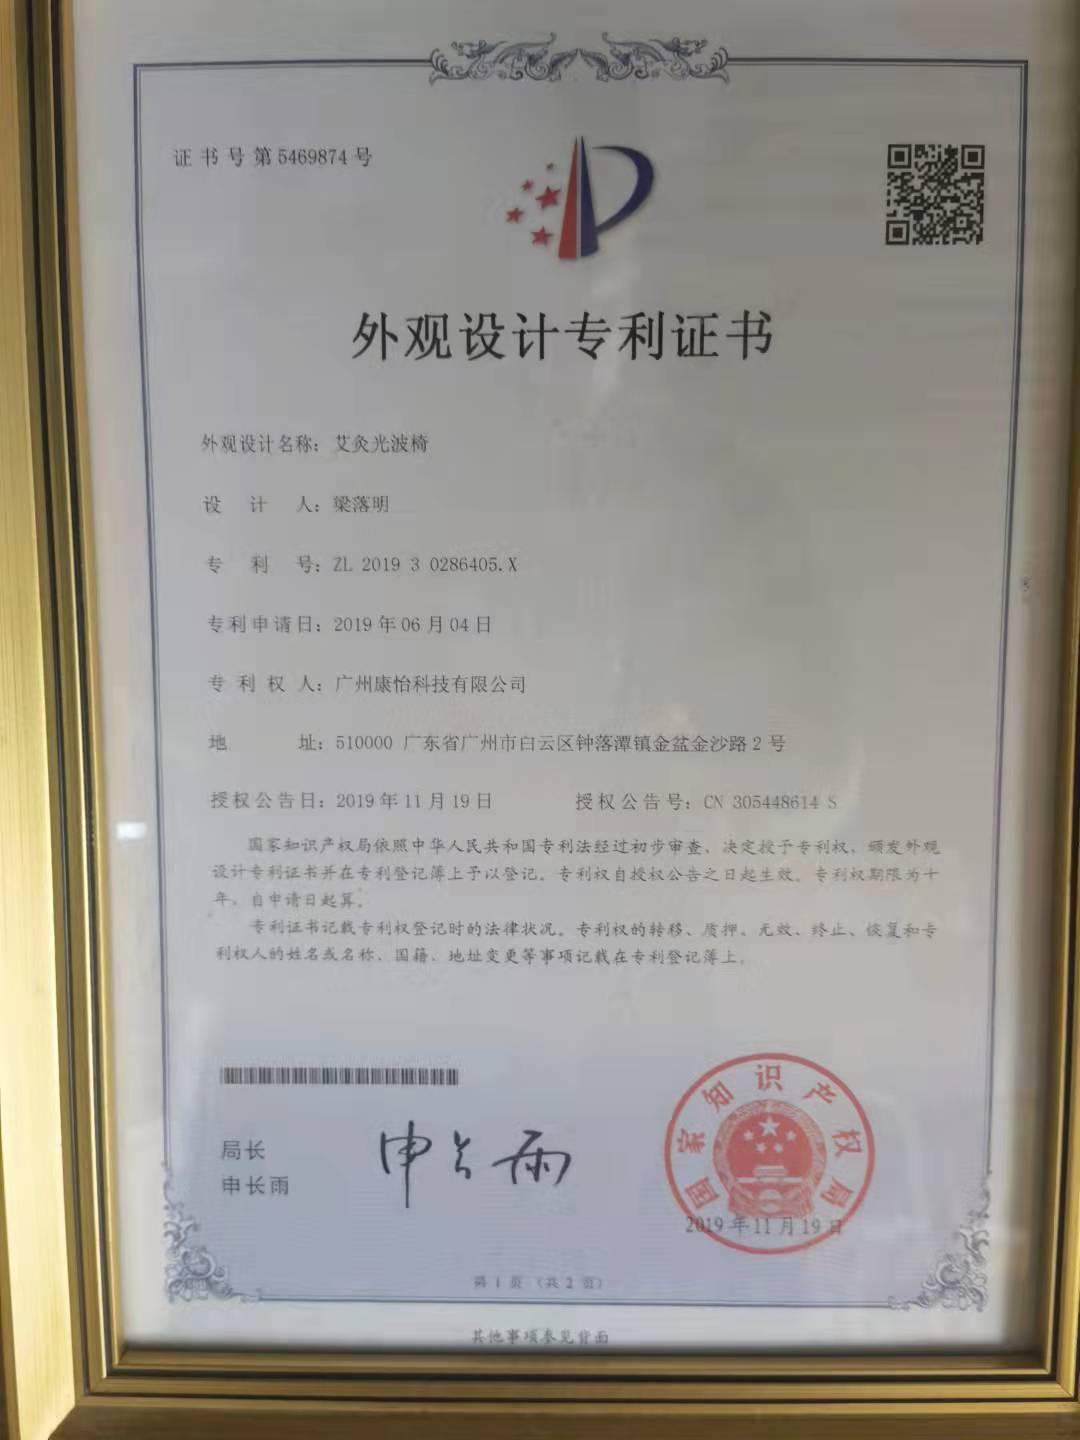 证书号第5469874号
外观设计专利证书
外观设计名称：艾灸光波椅
设计人：梁落明
专利号：ZL 2019 3 0286405.X
专利申请日：2019年06月04日
专利权人：广州康怡科技有限公司
地址：510000 广东省广州市白云区钟落潭镇金盆金沙路2号
授权公告日：2019年11月19日 授权公告号：CN 305448614 S
国家知识产权局依照中华人民共和国专利法经过初步审查，决定授予专利权，颁发外观
设计专利证书并在专利登记簿上予以登记。专利权自授权公告之日起生效。专利权期限为十
年，自申请日起算。
专利证书记载专利权登记时的法律状况。专利权的转移、质押、无效、终止、恢复和专
利权人的姓名或名称、国籍、地址变更等事项记载在专利登记簿上。
局长
申长雨
申长雨
国家知识产权局
2019年11月19日
第1页（共2页）
其他事项参见背面